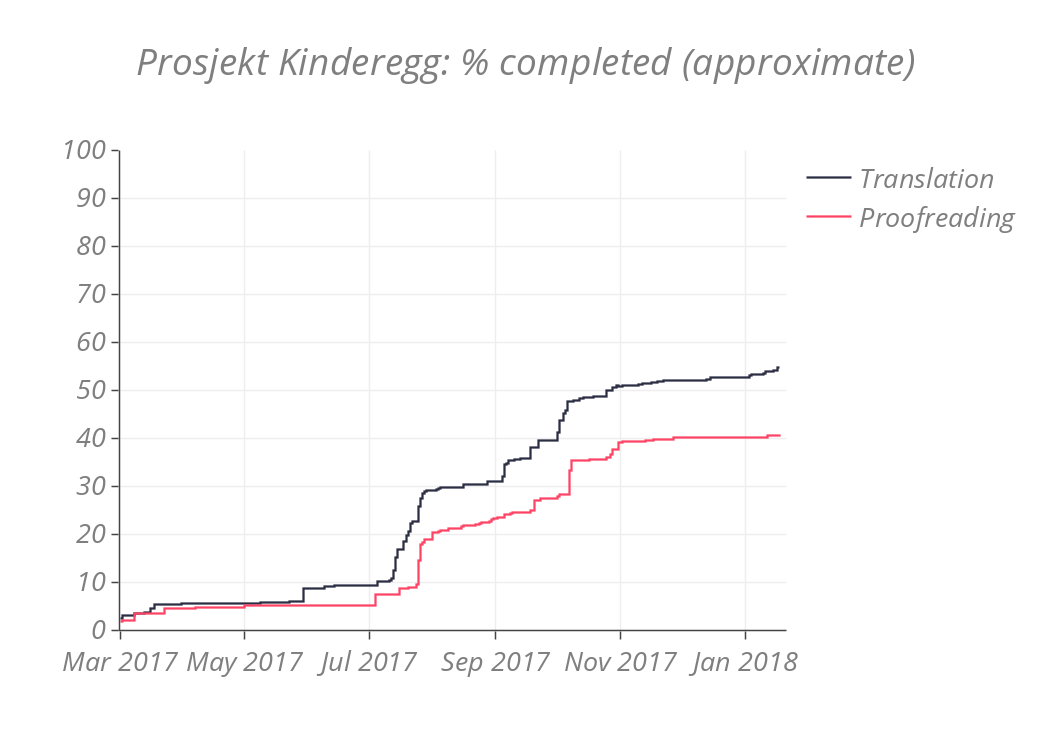 Prosjekt Kinderegg: % completed (approximate)
100
90
80
70
60
50
40
30
20
10
0
Mar 2017 May 2017 Jul 2017 Sep 2017 Nov 2017 Jan 2018
Translation
Proofreading